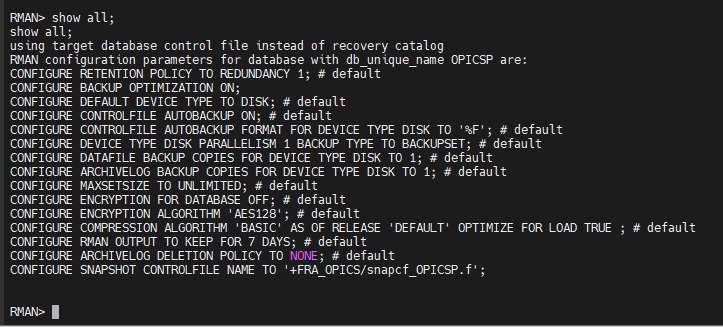 RMAN> show all;
show all;
using target database control file instead of recovery catalog
RMAN configuration parameters for database with db_unique_name OPICSP are:
CONFIGURE RETENTION POLICY TO REDUNDANCY 1; # default
CONFIGURE BACKUP OPTIMIZATION ON;
CONFIGURE DEFAULT DEVICE TYPE TO DISK; # default
CONFIGURE CONTROLFILE AUTOBACKUP ON; # default
CONFIGURE CONTROLFILE AUTOBACKUP FORMAT FOR DEVICE TYPE DISK TO '%F'; # default
CONFIGURE DEVICE TYPE DISK PARALLELISM 1 BACKUP TYPE TO BACKUPSET; # default
CONFIGURE DATAFILE BACKUP COPIES FOR DEVICE TYPE DISK TO 1; # default
CONFIGURE ARCHIVELOG BACKUP COPIES FOR DEVICE TYPE DISK TO 1; # default
CONFIGURE MAXSETSIZE TO UNLIMITED; # default
CONFIGURE ENCRYPTION FOR DATABASE OFF; # default
CONFIGURE ENCRYPTION ALGORITHM 'AES128'; # default
CONFIGURE COMPRESSION ALGORITHM 'BASIC' AS OF RELEASE 'DEFAULT' OPTIMIZE FOR LOAD TRUE ; # default
CONFIGURE RMAN OUTPUT TO KEEP FOR 7 DAYS; # default
CONFIGURE ARCHIVELOG DELETION POLICY TO NONE; # default
CONFIGURE SNAPSHOT CONTROLFILE NAME TO '+FRA_OPICS/snapcf_OPICSP.f';
RMAN>